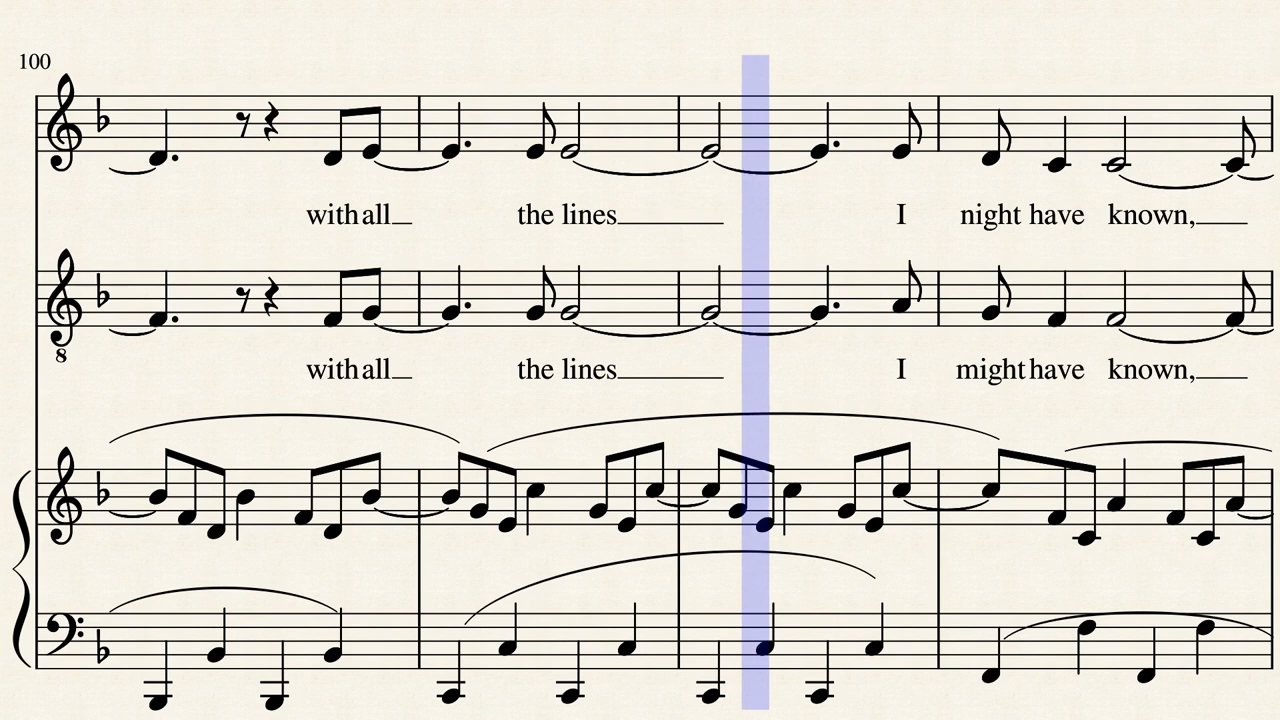 100
with all the lines I night have known,
8
with all the lines I might have known,